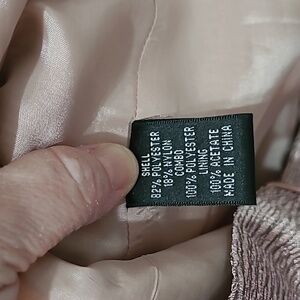 SHELL
82% POLYESTER
18% NYLON
COMBO
100% POLYESTER
LINING
100% ACETATE
MADE IN CHINA